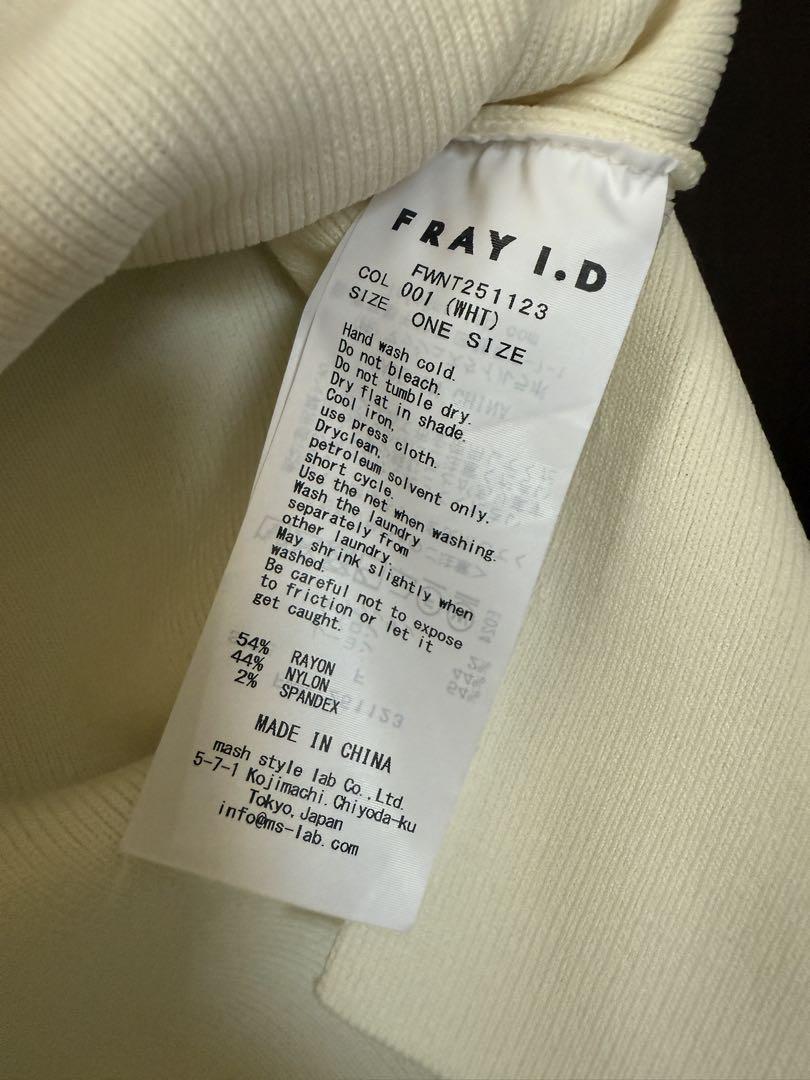 FRAY I.D
FWNT251123
COL 001 (WHT)
SIZE ONE SIZE
Hand wash cold.
Do not bleach.
Do not tumble dry.
Dry flat in shade.
Cool iron,
use press cloth.
Dryclean,
petroleum solvent only.
short cycle.
Use the net when washing.
Wash the laundry
separately from
other laundry.
May shrink slightly when
washed.
Be careful not to expose
to friction or let it
get caught.
54% RAYON
44% NYLON
2% SPANDEX
MADE IN CHINA
mash style lab Co.,Ltd.
5-7-1 Kojimachi.Chiyoda-ku
Tokyo,Japan
info@ms-lab.com